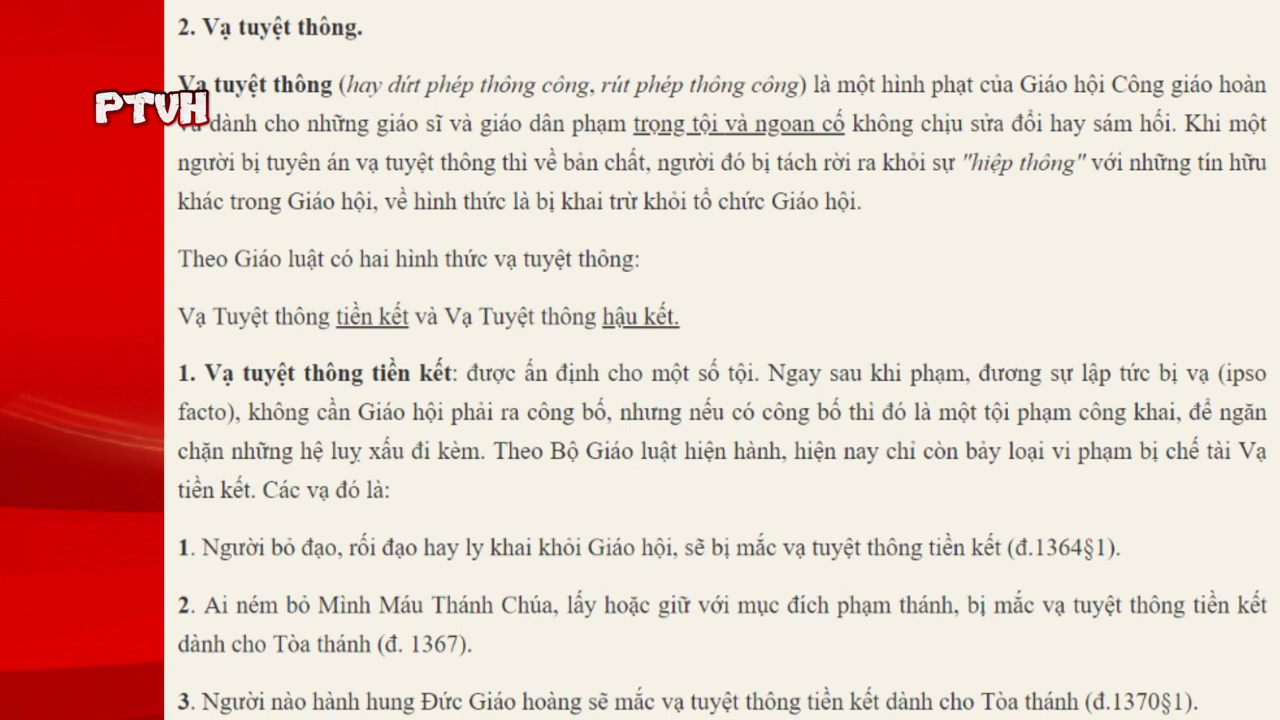 2. Vạ tuyệt thông.
Vạ tuyệt thông (hay dứt phép thông công, rút phép thông công) là một hình phạt của Giáo hội Công giáo hoàn
PTVH
dành cho những giáo sĩ và giáo dân phạm trọng tội và ngoan cố không chịu sửa đổi hay sám hối. Khi một
người bị tuyên án vạ tuyệt thông thì về bản chất, người đó bị tách rời ra khỏi sự "hiệp thông" với những tín hữu
khác trong Giáo hội, về hình thức là bị khai trừ khỏi tổ chức Giáo hội.
Theo Giáo luật có hai hình thức vạ tuyệt thông:
Vạ Tuyệt thông tiền kết và Vạ Tuyệt thông hậu kết.
1. Vạ tuyệt thông tiền kết: được ấn định cho một số tội. Ngay sau khi phạm, đương sự lập tức bị vạ (ipso
facto), không cần Giáo hội phải ra công bố, nhưng nếu có công bố thì đó là một tội phạm công khai, để ngăn
chặn những hệ luỵ xấu đi kèm. Theo Bộ Giáo luật hiện hành, hiện nay chỉ còn bảy loại vi phạm bị chế tài Vạ
tiền kết. Các vạ đó là:
1. Người bỏ đạo, rối đạo hay ly khai khỏi Giáo hội, sẽ bị mắc vạ tuyệt thông tiền kết (đ.1364§1).
2. Ai ném bỏ Mình Máu Thánh Chúa, lấy hoặc giữ với mục đích phạm thánh, bị mắc vạ tuyệt thông tiền kết
dành cho Tòa thánh (đ. 1367).
3. Người nào hành hung Đức Giáo hoàng sẽ mắc vạ tuyệt thông tiền kết dành cho Tòa thánh (đ.1370§1).